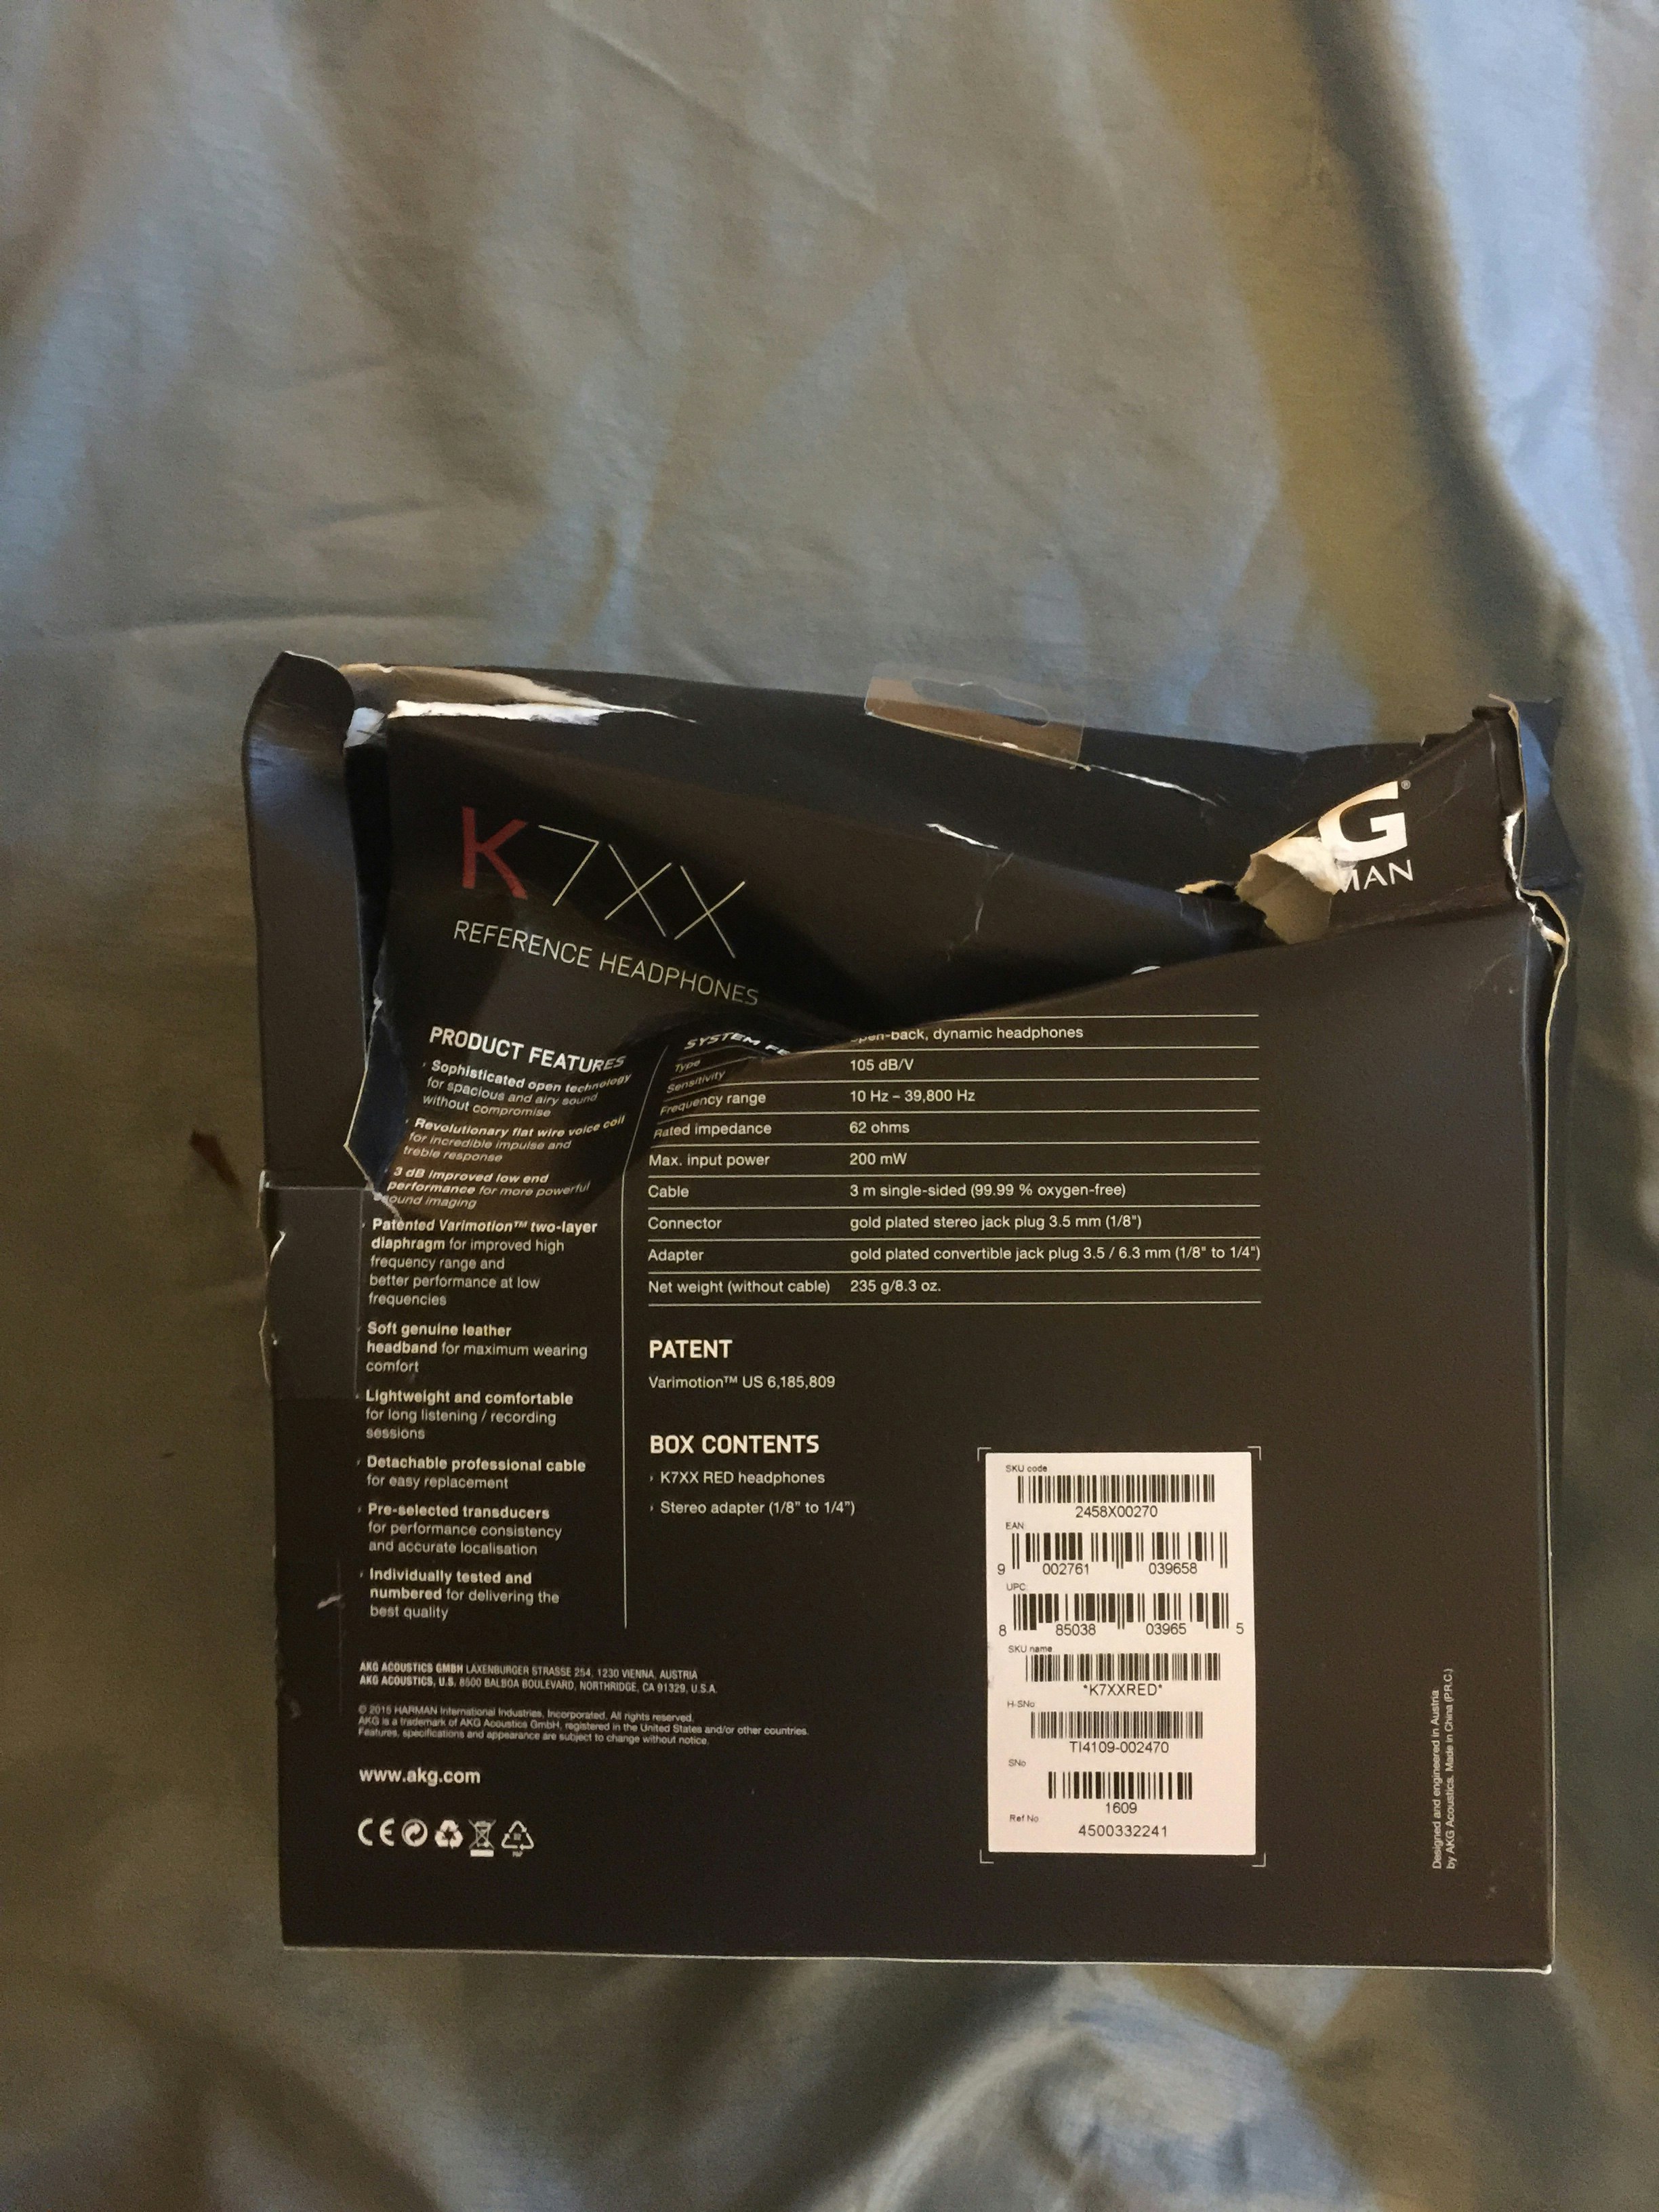 K7XX
REFERENCE HEADPHONES
G®
MAN
PRODUCT FEATURES
› Sophisticated open technology
for spacious and airy sound
without compromise
› Revolutionary flat wire voice coil
for incredible impulse and
treble response
3 dB improved low end
performance for more powerful
sound imaging
› Patented Varimotion™ two-layer
diaphragm for improved high
frequency range and
better performance at low
frequencies
Soft genuine leather
headband for maximum wearing
comfort
› Lightweight and comfortable
for long listening / recording
sessions
› Detachable professional cable
for easy replacement
› Pre-selected transducers
for performance consistency
and accurate localisation
› Individually tested and
numbered for delivering the
best quality
SYSTEM FE
Type
-back, dynamic headphones
Sensitivity 105 dB/V
Frequency range 10 Hz – 39,800 Hz
Rated impedance 62 ohms
Max. input power 200 mW
Cable 3 m single-sided (99.99 % oxygen-free)
Connector gold plated stereo jack plug 3.5 mm (1/8")
Adapter gold plated convertible jack plug 3.5 / 6.3 mm (1/8" to 1/4")
Net weight (without cable) 235 g/8.3 oz.
PATENT
Varimotion™ US 6,185,809
BOX CONTENTS
› K7XX RED headphones
› Stereo adapter (1/8" to 1/4")
SKU code
2458X00270
EAN
9 002761 039658
UPC
8 85038 03965 5
SKU name
*K7XXRED*
H-SNo
TI4109-002470
SNo
1609
Ref No
4500332241
AKG ACOUSTICS GMBH LAXENBURGER STRASSE 254, 1230 VIENNA, AUSTRIA
AKG ACOUSTICS, U.S. 8500 BALBOA BOULEVARD, NORTHRIDGE, CA 91329, U.S.A.
© 2015 HARMAN International Industries, Incorporated. All rights reserved.
AKG is a trademark of AKG Acoustics GmbH, registered in the United States and/or other countries.
Features, specifications and appearance are subject to change without notice.
www.akg.com
CE
PAP
Designed and engineered in Austria
by AKG Acoustics. Made in China (P.R.C.)